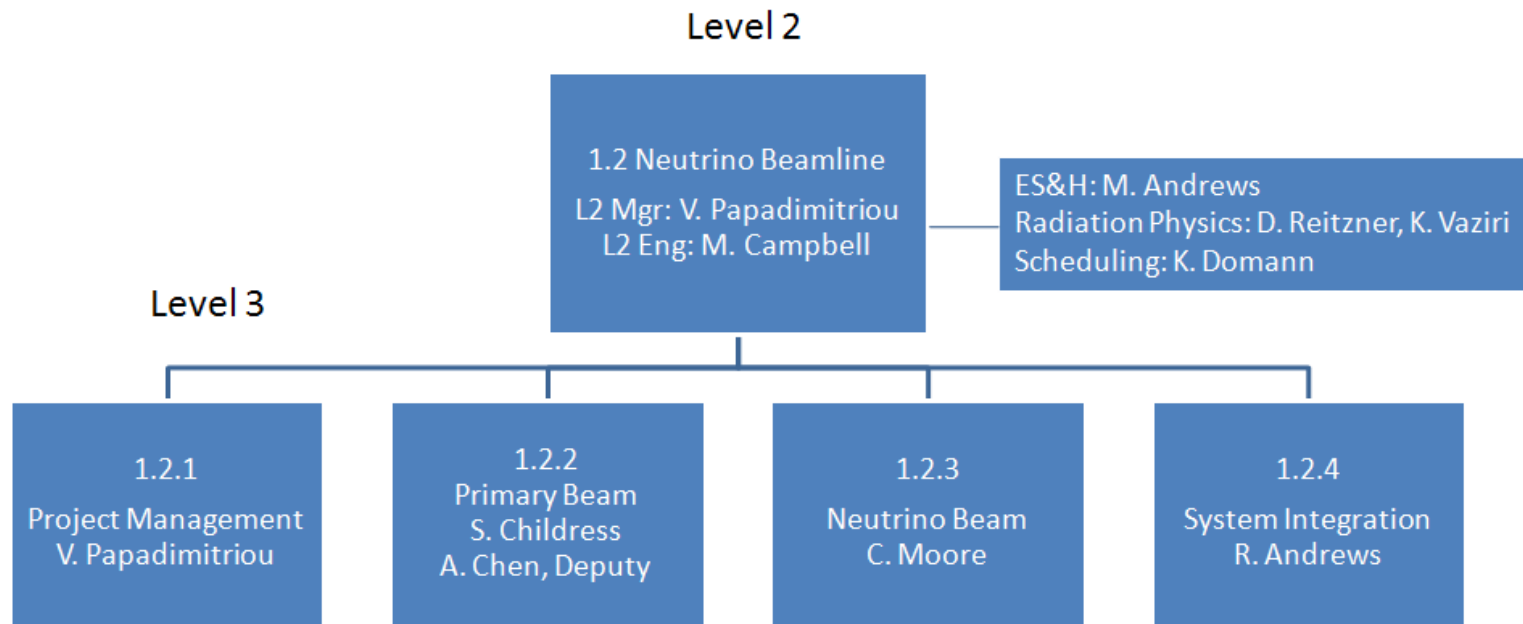 Level 2
1.2 Neutrino Beamline
L2 Mgr: V. Papadimitriou
L2 Eng: M. Campbell
ES&H: M. Andrews
Radiation Physics: D. Reitzner, K. Vaziri
Scheduling: K. Domann
Level 3
1.2.1
Project Management
V. Papadimitriou
1.2.2
Primary Beam
S. Childress
A. Chen, Deputy
1.2.3
Neutrino Beam
C. Moore
1.2.4
System Integration
R. Andrews